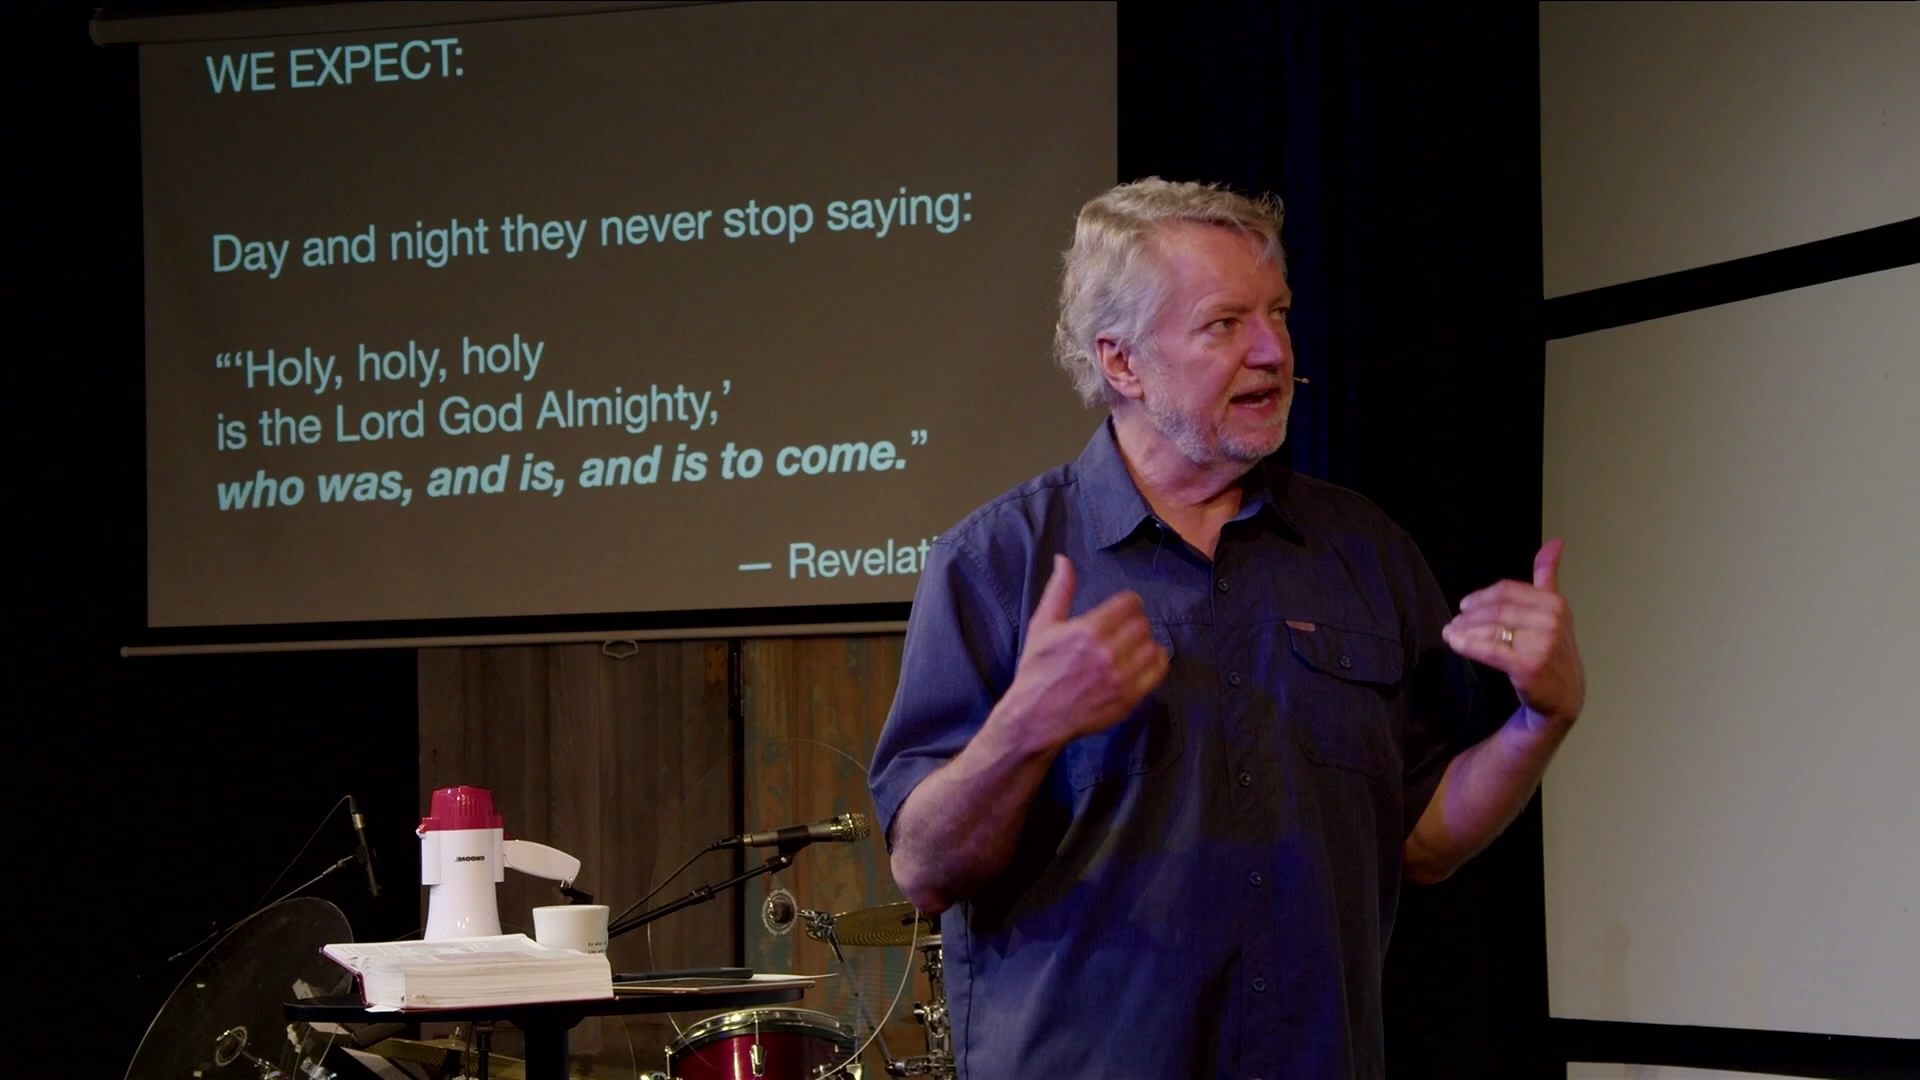 WE EXPECT:
Day and night they never stop saying:
“‘Holy, holy, holy
is the Lord God Almighty,’
who was, and is, and is to come.”
— Revelati
GROOVE